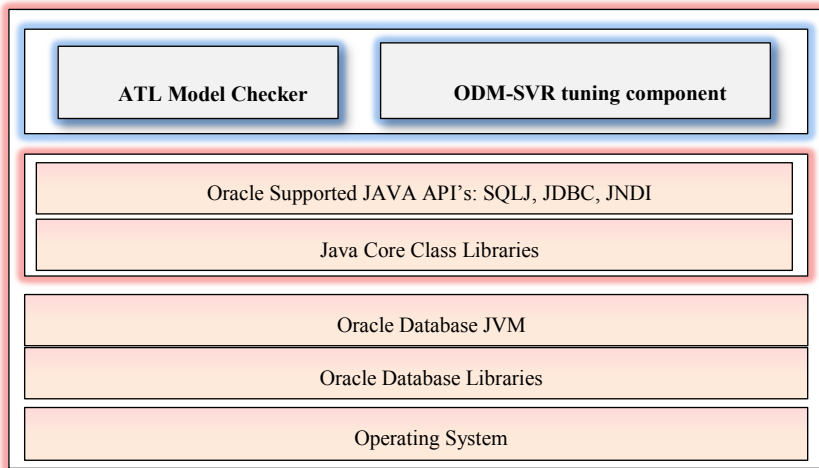 ATL Model Checker
ODM-SVR tuning component
Oracle Supported JAVA API's: SQLJ, JDBC, JNDI
Java Core Class Libraries
Oracle Database JVM
Oracle Database Libraries
Operating System